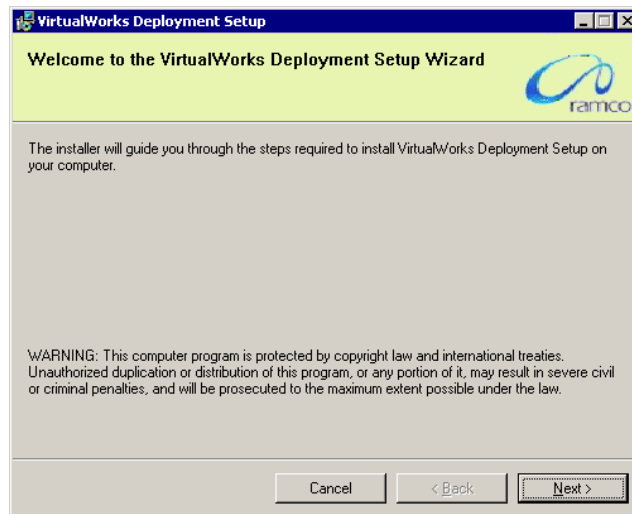 VirtualWorks Deployment Setup
Welcome to the VirtualWorks Deployment Setup Wizard
ramco
The installer will guide you through the steps required to install VirtualWorks Deployment Setup on
your computer.
WARNING: This computer program is protected by copyright law and international treaties.
Unauthorized duplication or distribution of this program, or any portion of it, may result in severe civil
or criminal penalties, and will be prosecuted to the maximum extent possible under the law.
Cancel
< Back
Next >